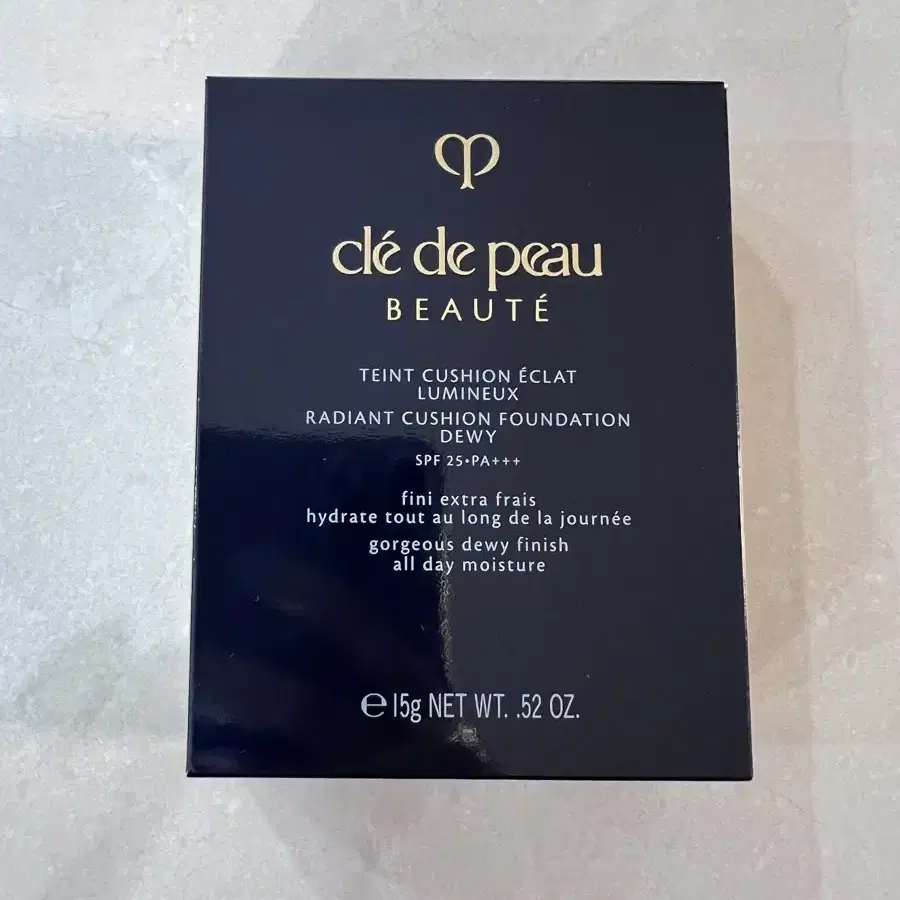 clé de peau
BEAUTÉ
TEINT CUSHION ÉCLAT
LUMINEUX
RADIANT CUSHION FOUNDATION
DEWY
SPF 25•PA+++
fini extra frais
hydrate tout au long de la journée
gorgeous dewy finish
all day moisture
℮15g NET WT. .52 OZ.